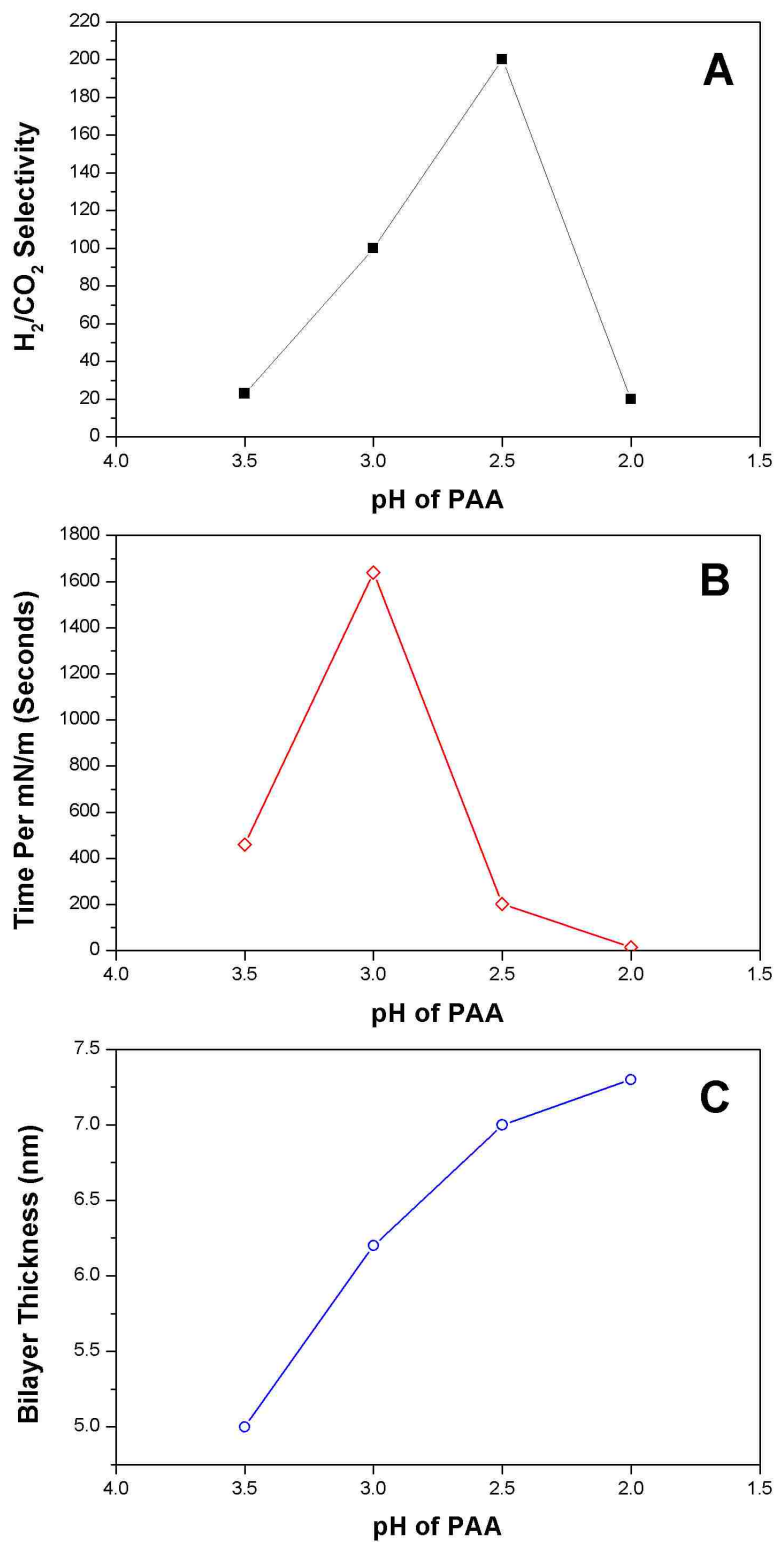 A
H₂/CO₂ Selectivity
220
200
180
160
140
120
100
80
60
40
20
0
4.0 3.5 3.0 2.5 2.0 1.5
pH of PAA
B
Time Per mN/m (Seconds)
1800
1600
1400
1200
1000
800
600
400
200
0
4.0 3.5 3.0 2.5 2.0 1.5
pH of PAA
C
Bilayer Thickness (nm)
7.5
7.0
6.5
6.0
5.5
5.0
4.0 3.5 3.0 2.5 2.0 1.5
pH of PAA